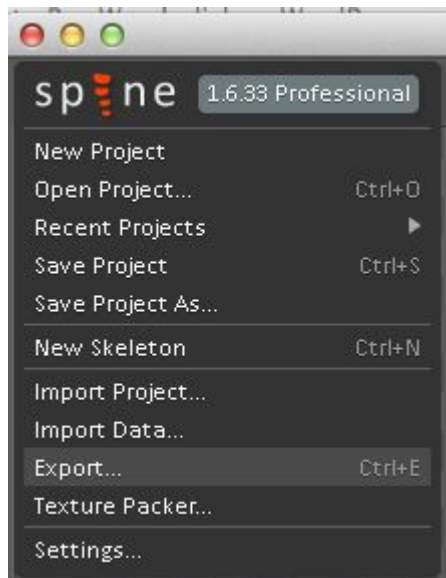 spine 1.6.33 Professional
New Project
Open Project... Ctrl+O
Recent Projects
Save Project Ctrl+S
Save Project As...
New Skeleton Ctrl+N
Import Project...
Import Data...
Export... Ctrl+E
Texture Packer...
Settings...